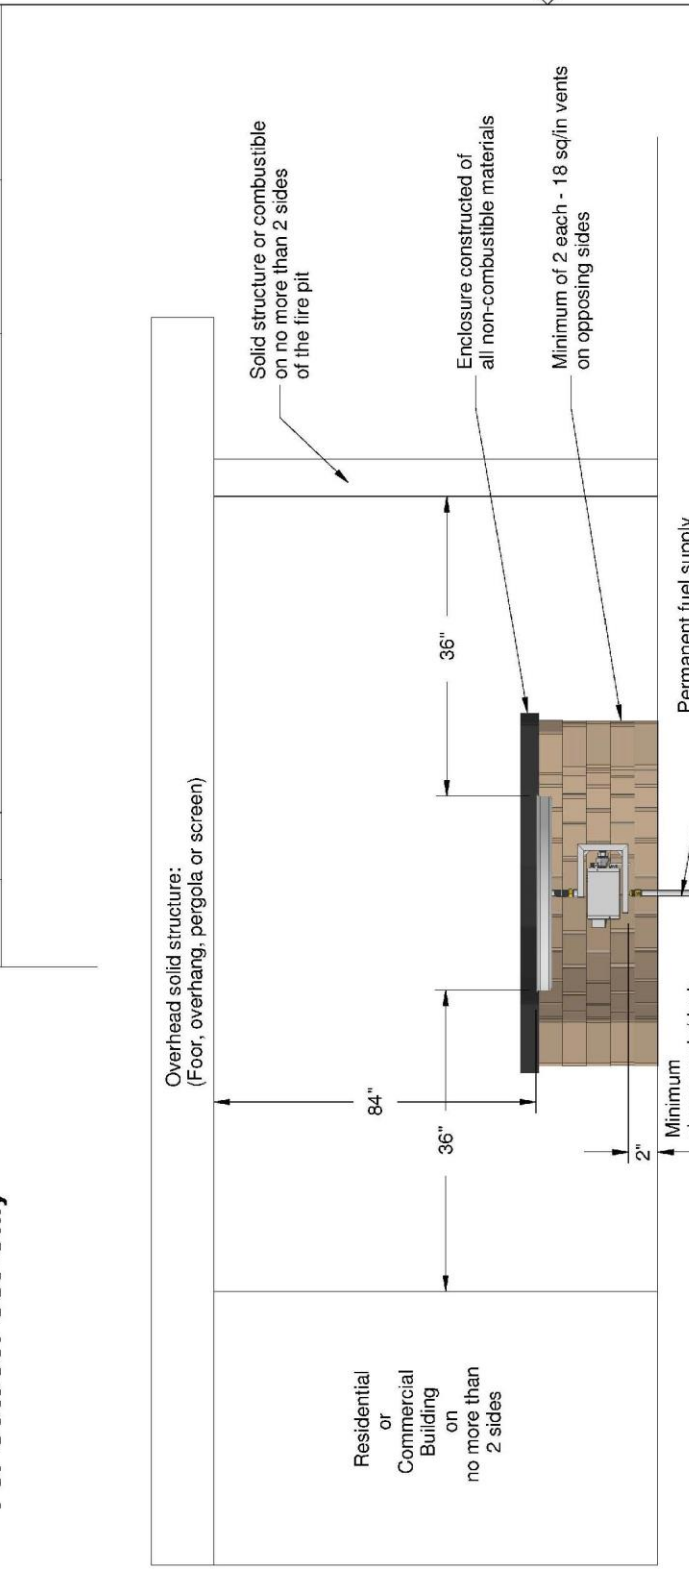 Overhead solid structure:
(Foor, overhang, pergola or screen)
Solid structure or combustible
on no more than 2 sides
of the fire pit
Enclosure constructed of
all non-combustible materials
Minimum of 2 each - 18 sq/in vents
on opposing sides
Residential
or
Commercial
Building
on
no more than
2 sides
84"
36"
36"
2"
Minimum
Permanent fuel supply